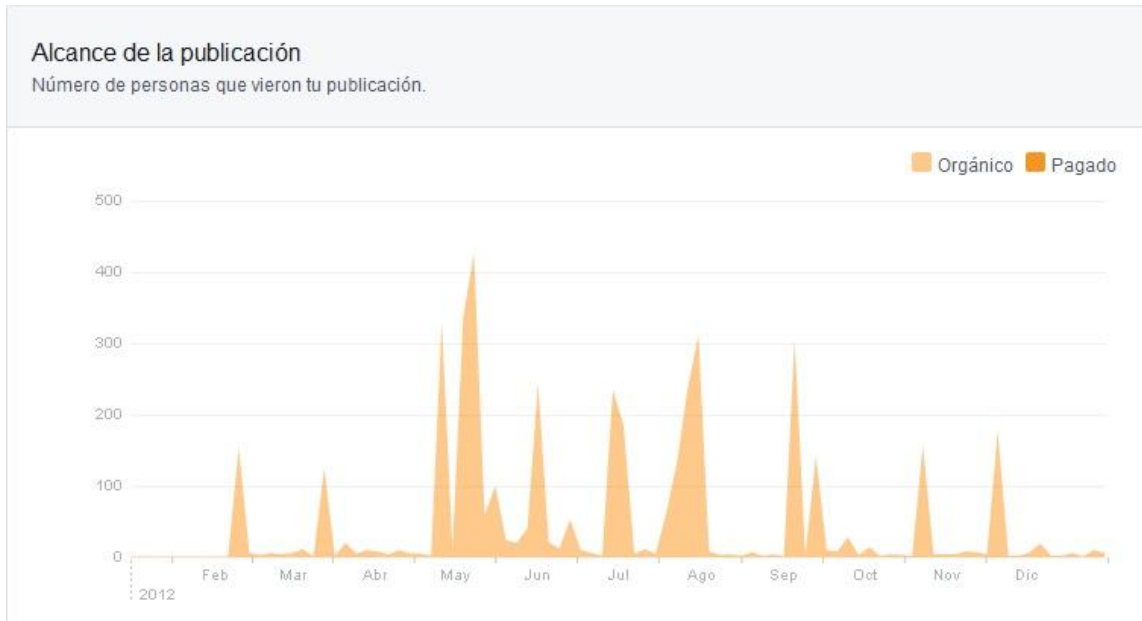 Alcance de la publicación
Número de personas que vieron tu publicación.
Orgánico Pagado
500
400
300
200
100
0
Feb Mar Abr May Jun Jul Ago Sep Oct Nov Dic
2012